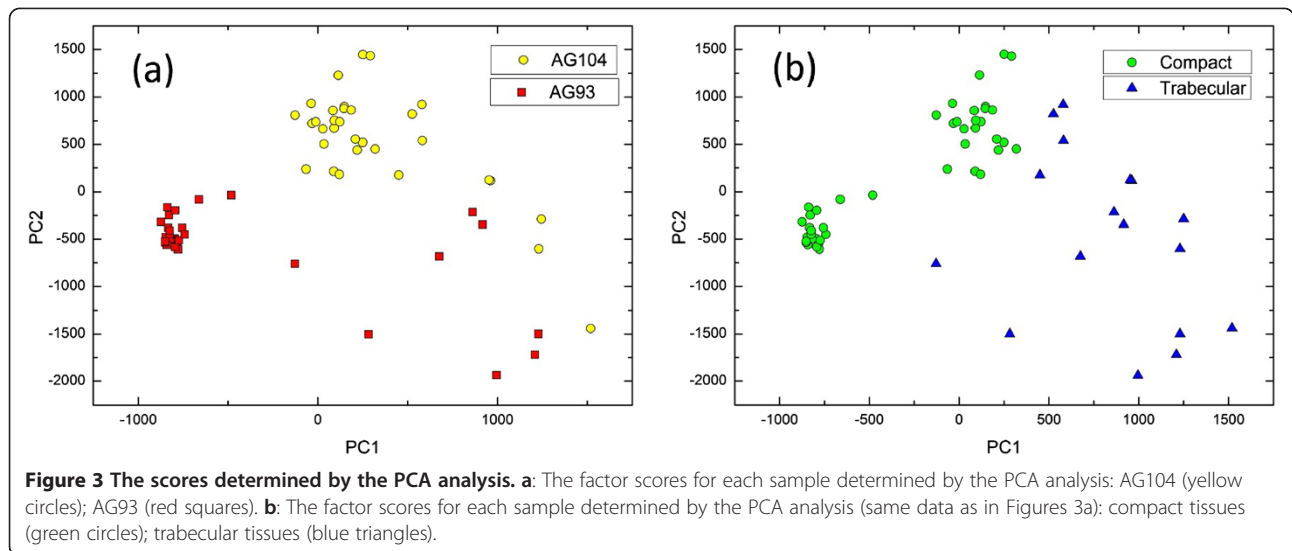 (a)
AG104
AG93
1500
1000
500
0
-500
-1000
-1500
-2000
PC2
-1000
0
1000
PC1
(b)
Compact
Trabecular
1500
1000
500
0
-500
-1000
-1500
-2000
PC2
-1000
-500
0
500
1000
1500
PC1
Figure 3 The scores determined by the PCA analysis. a: The factor scores for each sample determined by the PCA analysis: AG104 (yellow
circles); AG93 (red squares). b: The factor scores for each sample determined by the PCA analysis (same data as in Figures 3a): compact tissues
(green circles); trabecular tissues (blue triangles).